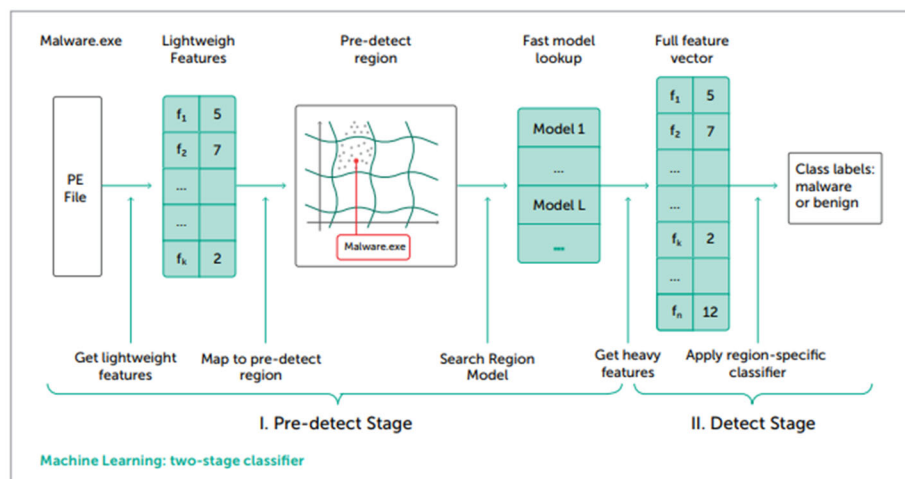 Malware.exe
Lightweigh
Features
Pre-detect
region
Fast model
lookup
Full feature
vector
PE
File
f1 5
f2 7
...
...
fk 2
Malware.exe
Model 1
...
Model L
...
f1 5
f2 7
...
...
fk 2
...
fn 12
Class labels:
malware
or benign
Get lightweight
features
Map to pre-detect
region
Search Region
Model
Get heavy
features
Apply region-specific
classifier
I. Pre-detect Stage
II. Detect Stage
Machine Learning: two-stage classifier